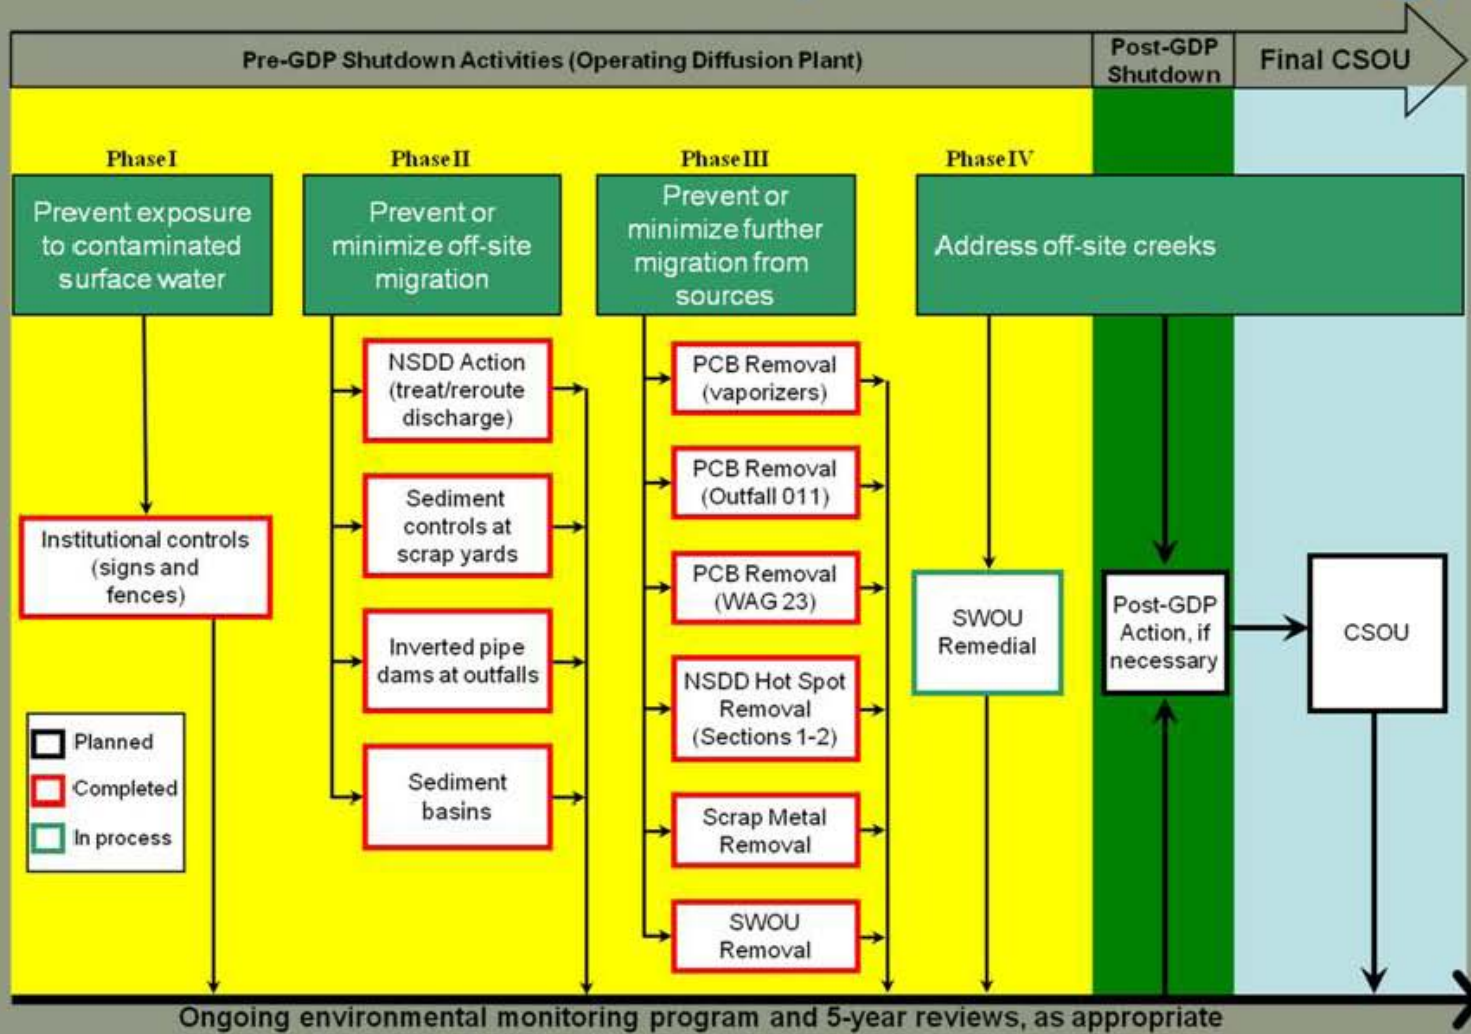 Pre-GDP Shutdown Activities (Operating Diffusion Plant)
Post-GDP
Shutdown
Final CSOU
Phase I
Prevent exposure
to contaminated
surface water
Institutional controls
(signs and
fences)
Phase II
Prevent or
minimize off-site
migration
NSDD Action
(treat/reroute
discharge)
Sediment
controls at
scrap yards
Inverted pipe
dams at outfalls
Sediment
basins
Phase III
Prevent or
minimize further
migration from
sources
PCB Removal
(vaporizers)
PCB Removal
(Outfall 011)
PCB Removal
(WAG 23)
NSDD Hot Spot
Removal
(Sections 1-2)
Scrap Metal
Removal
SWOU
Removal
Phase IV
Address off-site creeks
SWOU
Remedial
Post-GDP
Action, if
necessary
CSOU
Planned
Completed
In process
Ongoing environmental monitoring program and 5-year reviews, as appropriate